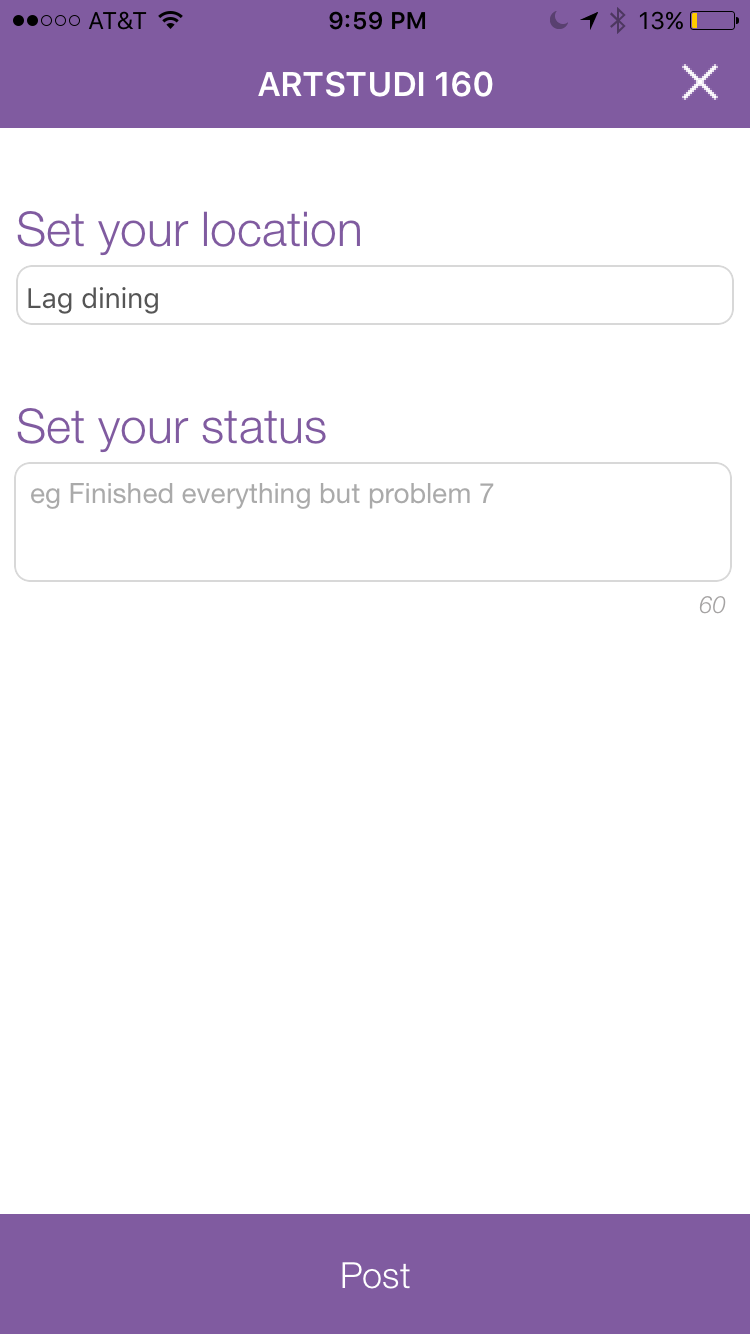 AT&T 9:59 PM 13%
ARTSTUDI 160
Set your location
Lag dining
Set your status
eg Finished everything but problem 7
60
Post